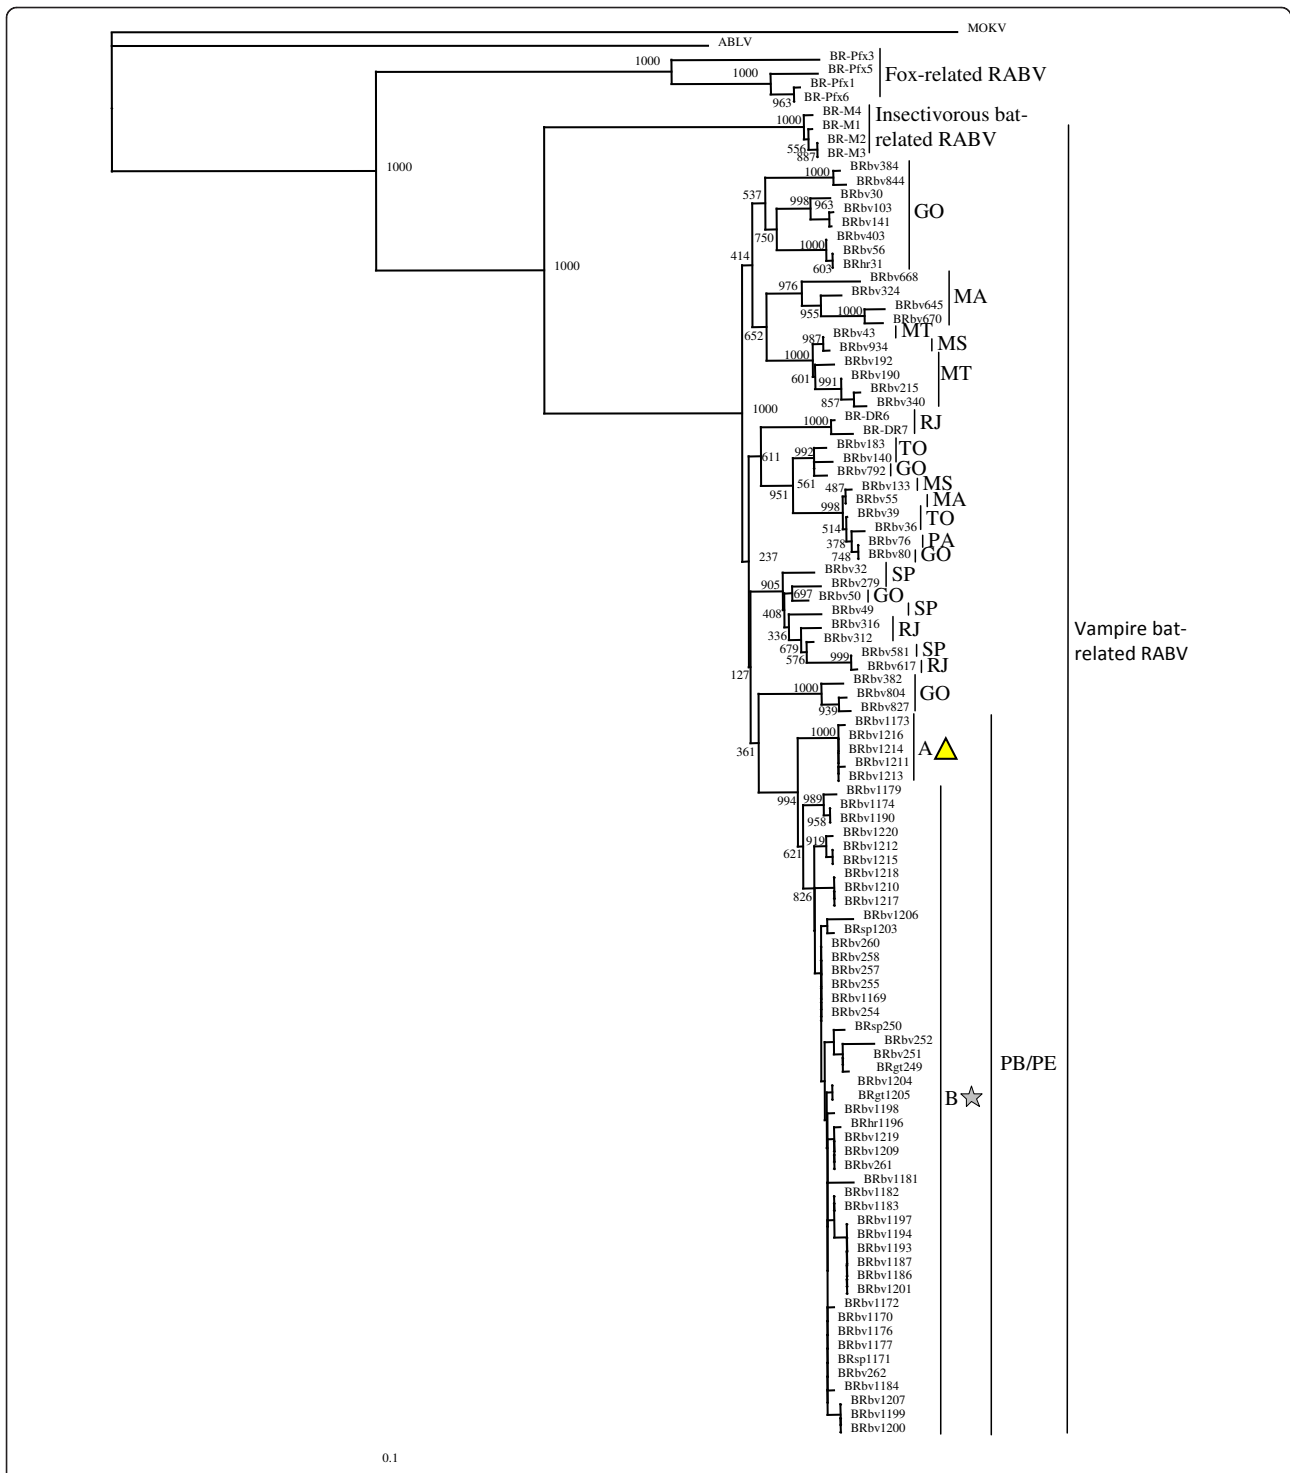 MOKV
ABLV
1000
BR-Pfx3
1000
BR-Pfx5
BR-Pfx1
963
BR-Pfx6
Fox-related RABV
1000
BR-M4
BR-M1
556
BR-M2
887
BR-M3
Insectivorous bat-
related RABV
1000
1000
BRbv384
1000
BRbv844
537
BRbv30
998
963
BRbv103
BRbv141
750
BRbv403
1000
BRbv56
603
BRhr31
GO
414
976
BRbv668
BRbv324
955
BRbv645
1000
BRbv670
MA
652
987
BRbv43
MT
BRbv934
MS
1000
BRbv192
601
BRbv190
991
BRbv215
857
BRbv340
MT
1000
BR-DR6
1000
BR-DR7
RJ
611
BRbv183
992
BRbv140
TO
561
BRbv792
GO
951
487
BRbv133
MS
BRbv55
MA
998
BRbv39
514
BRbv36
TO
378
BRbv76
PA
748
BRbv80
GO
237
BRbv32
905
BRbv279
SP
697
BRbv50
GO
408
BRbv49
SP
336
BRbv316
679
BRbv312
RJ
576
999
BRbv581
SP
BRbv617
RJ
127
BRbv382
1000
BRbv804
939
BRbv827
GO
361
BRbv1173
1000
BRbv1216
BRbv1214
BRbv1211
BRbv1213
A
994
BRbv1179
989
BRbv1174
958
BRbv1190
621
BRbv1220
919
BRbv1212
BRbv1215
BRbv1218
826
BRbv1210
BRbv1217
BRbv1206
BRsp1203
BRbv260
BRbv258
BRbv257
BRbv255
BRbv1169
BRbv254
BRsp250
BRbv252
BRbv251
BRgt249
BRbv1204
BRgt1205
BRbv1198
BRhr1196
BRbv1219
BRbv1209
BRbv261
BRbv1181
BRbv1182
BRbv1183
BRbv1197
BRbv1194
BRbv1193
BRbv1187
BRbv1186
BRbv1201
BRbv1172
BRbv1170
BRbv1176
BRbv1177
BRsp1171
BRbv262
BRbv1184
BRbv1207
BRbv1199
BRbv1200
B
PB/PE
Vampire bat-
related RABV
0.1